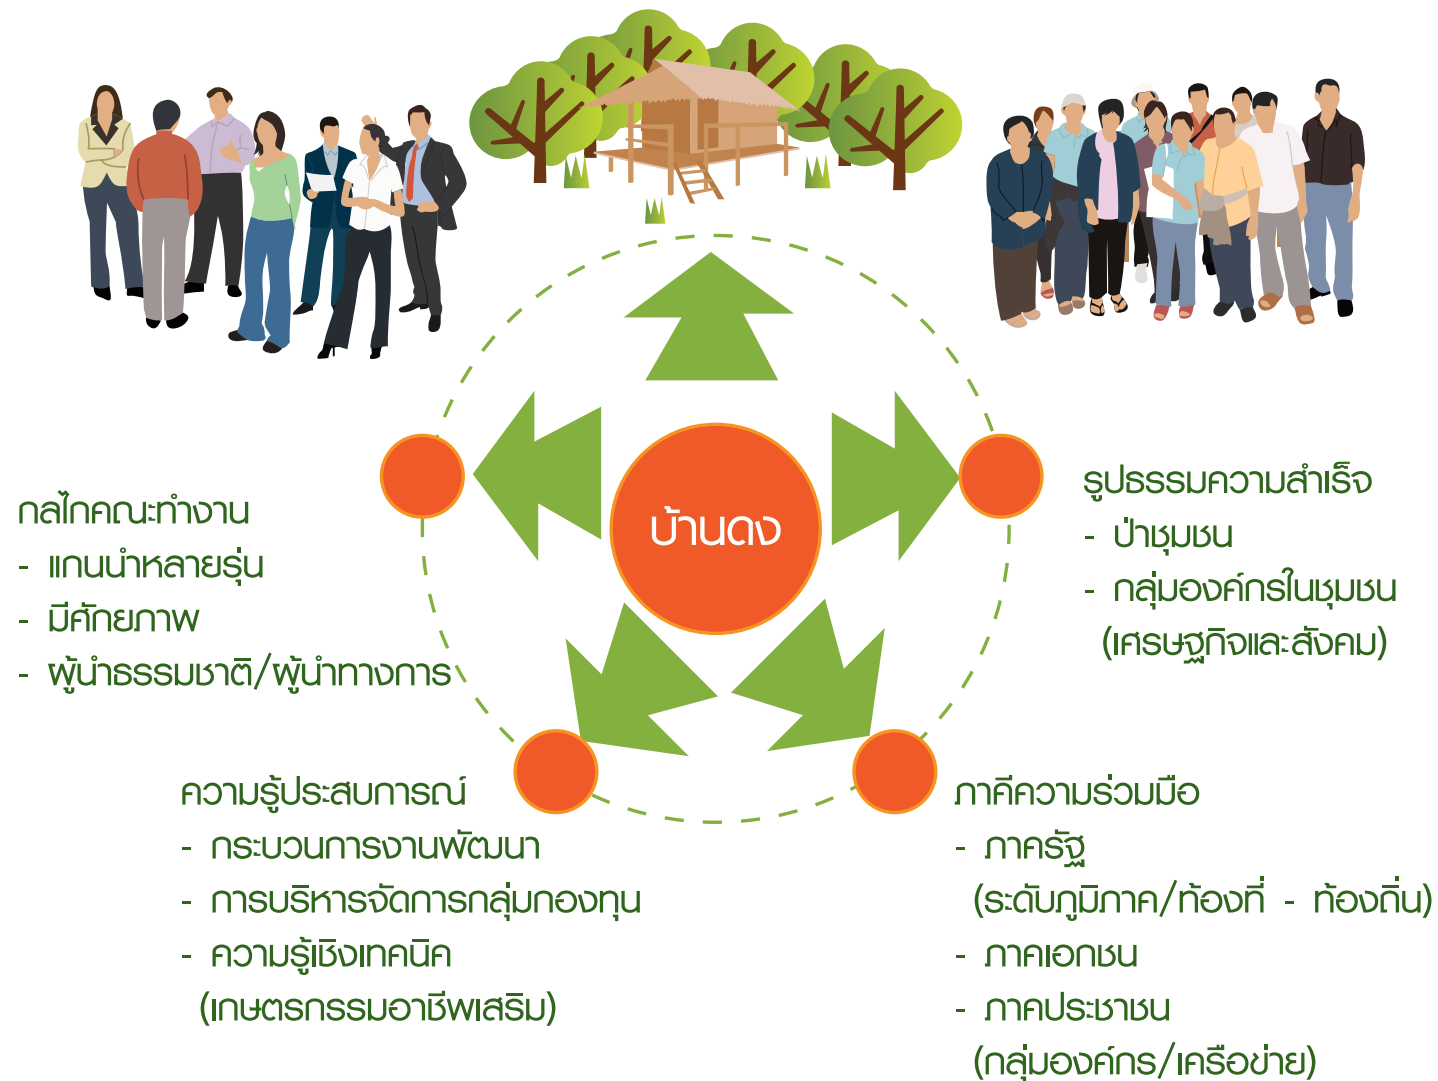 บ้านดง
กลไกคณะทำงาน
- แกนนำหลายรุ่น
- มีศักยภาพ
- ผู้นำธรรมชาติ/ผู้นำทางการ
รูปธรรมความสำเร็จ
- ป่าชุมชน
- กลุ่มองค์กรในชุมชน
(เศรษฐกิจและสังคม)
ความรู้ประสบการณ์
- กระบวนการงานพัฒนา
- การบริหารจัดการกลุ่มกองทุน
- ความรู้เชิงเทคนิค
(เกษตรกรรมอาชีพเสริม)
ภาคีความร่วมมือ
- ภาครัฐ
(ระดับภูมิภาค/ท้องที่ - ท้องถิ่น)
- ภาคเอกชน
- ภาคประชาชน
(กลุ่มองค์กร/เครือข่าย)